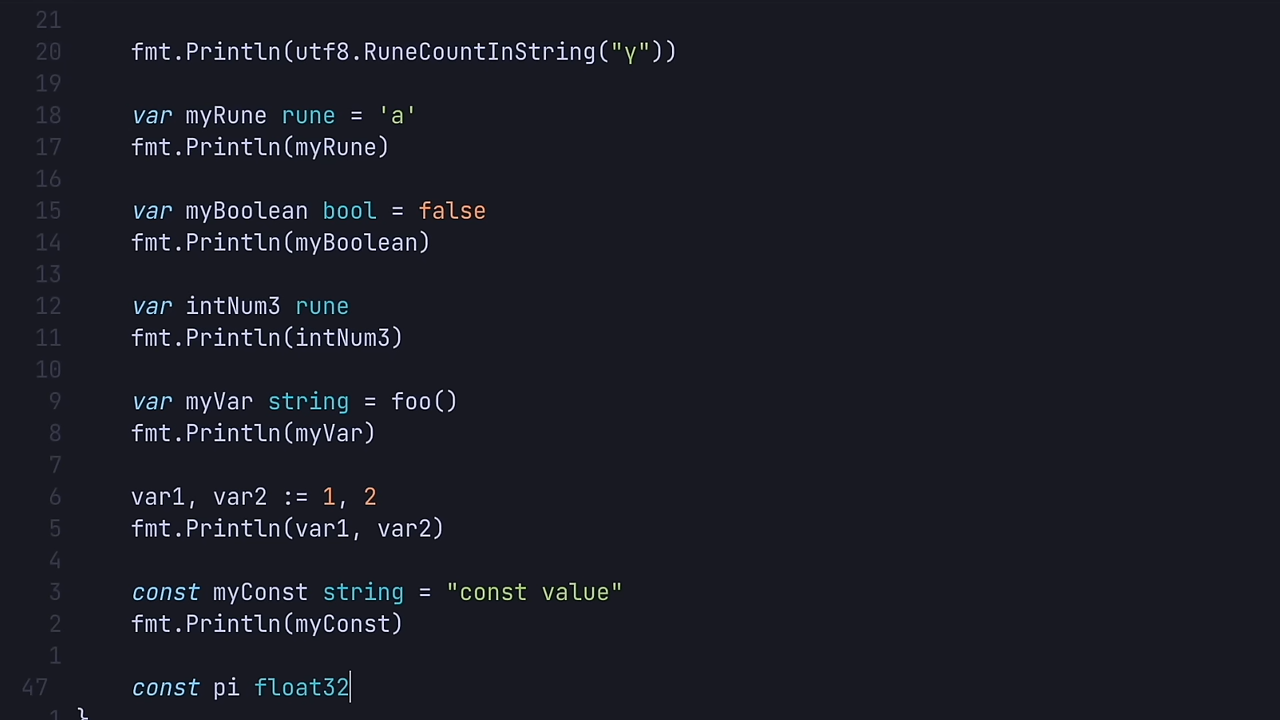 21
20 fmt.Println(utf8.RuneCountInString("γ"))
19
18 var myRune rune = 'a'
17 fmt.Println(myRune)
16
15 var myBoolean bool = false
14 fmt.Println(myBoolean)
13
12 var intNum3 rune
11 fmt.Println(intNum3)
10
9 var myVar string = foo()
8 fmt.Println(myVar)
7
6 var1, var2 := 1, 2
5 fmt.Println(var1, var2)
4
3 const myConst string = "const value"
2 fmt.Println(myConst)
1
47 const pi float32
1 }